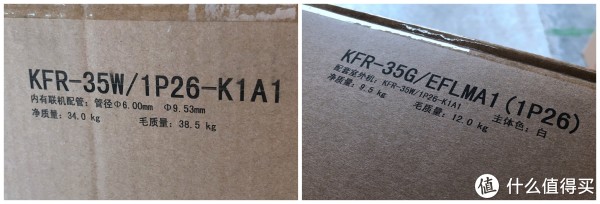 KFR-35W/1P26-K1A1
内有联机配管：管径Φ6.00mm Φ9.53mm
净质量：34.0 kg 毛质量：38.5 kg
KFR-35G/EFLMA1(1P26)
配套室外机：KFR-35W/1P26-K1A1
净质量：9.5 kg 毛质量：12.0 kg 主体色：白
值 什么值得买